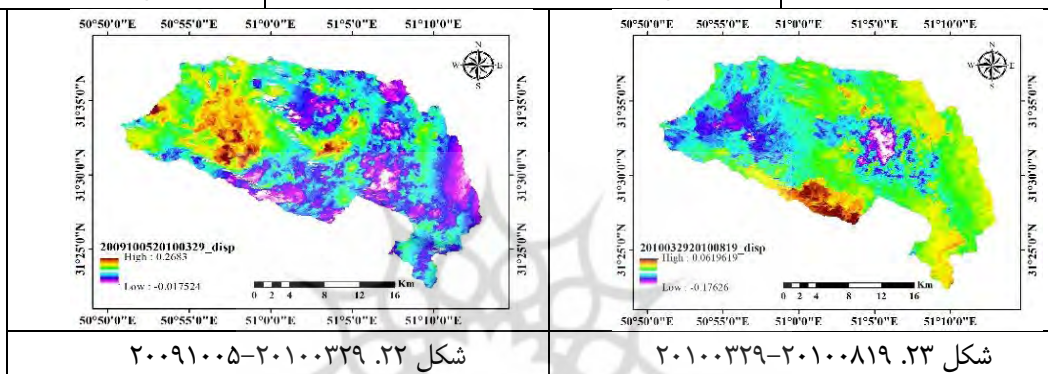 50°50'0"E 50°55'0"E 51°0'0"E 51°5'0"E 51°10'0"E
N
W E
S
31°35'0"N
31°30'0"N
31°25'0"N
31°35'0"N
31°30'0"N
31°25'0"N
2009100520100329_disp
High : 0.2683
Low : -0.017524
Km
0 2 4 8 12 16
50°50'0"E 50°55'0"E 51°0'0"E 51°5'0"E 51°10'0"E
شکل ۲۲. ۲۰۱۰۰۳۲۹-۲۰۰۹۱۰۰۵
50°50'0"E 50°55'0"E 51°0'0"E 51°5'0"E 51°10'0"E
N
W E
S
31°35'0"N
31°30'0"N
31°25'0"N
31°35'0"N
31°30'0"N
31°25'0"N
2010032920100819_disp
High : 0.0619619
Low : -0.17626
Km
0 2 4 8 12 16
50°50'0"E 50°55'0"E 51°0'0"E 51°5'0"E 51°10'0"E
شکل ۲۳. ۲۰۱۰۰۸۱۹-۲۰۱۰۰۳۲۹